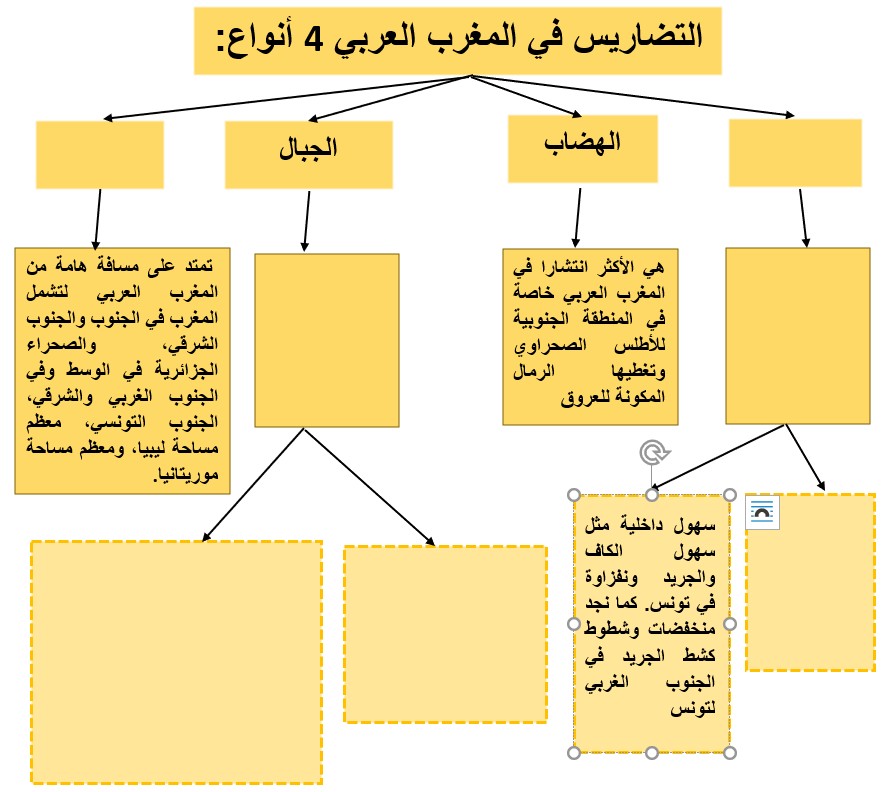 التضاريس في المغرب العربي 4 أنواع:
الهضاب
الجبال
هي الأكثر انتشارا في
المغرب العربي خاصة
في المنطقة الجنوبية
للأطلس الصحراوي
وتغطيها الرمال
المكونة للعروق
تمتد على مسافة هامة من
المغرب العربي لتشمل
المغرب في الجنوب والجنوب
الشرقي، والصحراء
الجزائرية في الوسط وفي
الجنوب الغربي والشرقي،
الجنوب التونسي، معظم
مساحة ليبيا، ومعظم مساحة
موريتانيا.
سهول داخلية مثل
سهول الكاف
والجريد ونفزاوة
في تونس. كما نجد
منخفضات وشطوط
كشط الجريد في
الجنوب الغربي
لتونس